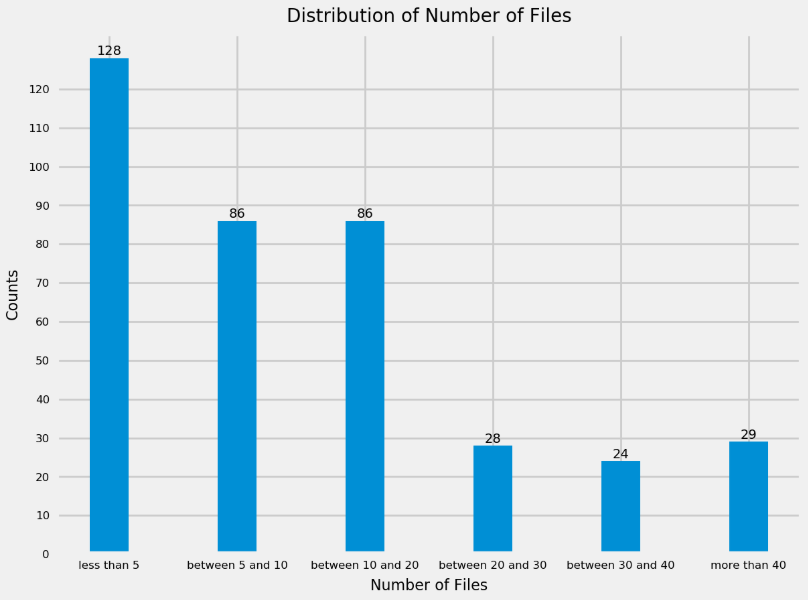 Distribution of Number of Files
128
86
86
28
24
29
120
110
100
90
80
70
60
50
40
30
20
10
0
Counts
less than 5
between 5 and 10
between 10 and 20
between 20 and 30
between 30 and 40
more than 40
Number of Files